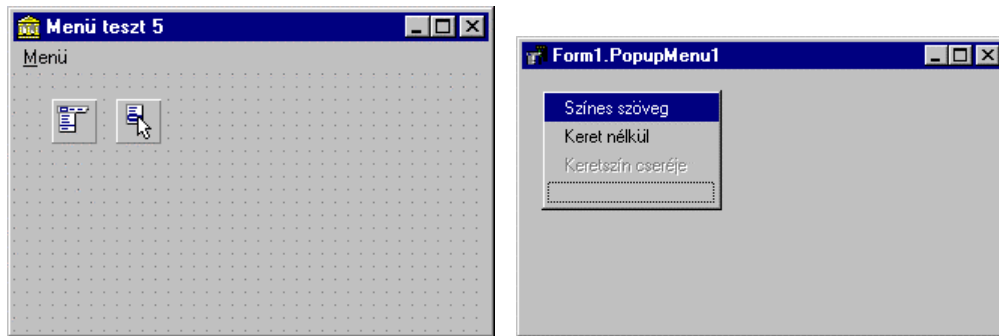 Menü teszt 5
Menü
Form1.PopupMenu1
Színes szöveg
Keret nélkül
Keretszín cseréje